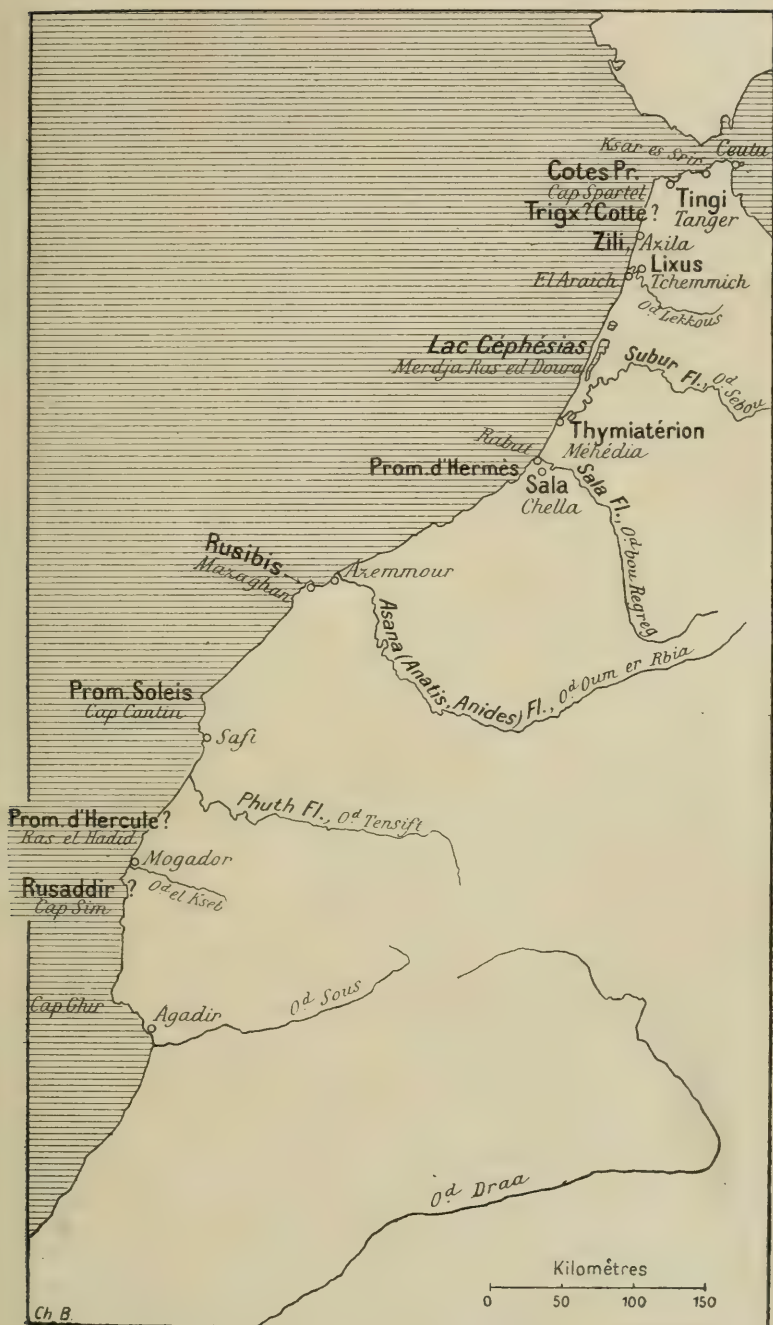 Ksar es Srir
Ceuta
Cotes Pr.
Cap Spartel
Tingi
Tanger
Trigx? Cotte?
Zili, Azila
Lixus
El Araïch
Tchemmich
Od Lekkous
Lac Céphésias
Merdja Ras ed Doura
Subur Fl., Od Sebou
Thymiatérion
Rabat
Méhédia
Prom. d'Hermès
Sala
Chella
Sala Fl., Od bou Regreg
Rusibis
Mazaghan
Azemmour
Asana (Anatis, Anides) Fl., Od Oum er Rbia
Prom. Soleis
Cap Cantin
Safi
Phuth Fl., Od Tensift
Prom. d'Hercule?
Ras el Hadid
Mogador
Od el Kseb
Rusaddir ?
Cap Sim
Cap Ghir
Agadir
Od Sous
Od Draa
Kilomètres
0 50 100 150
Ch. B.